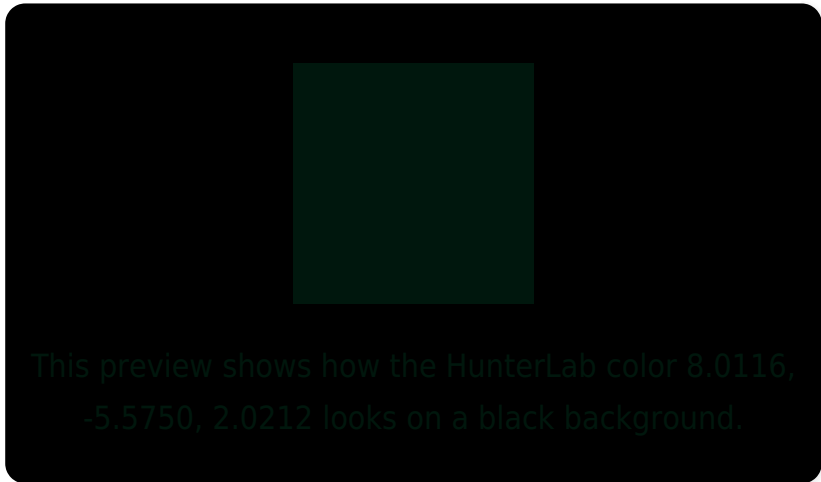 This preview shows how the HunterLab color 8.0116,
-5.5750, 2.0212 looks on a black background.